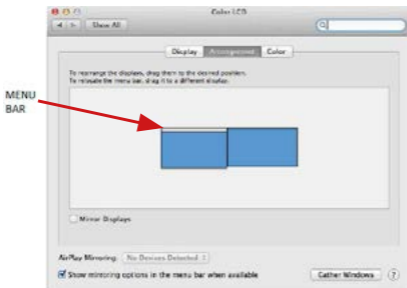 Color LCD
Show All
Display Arrangement Color
To rearrange the displays, drag them to the desired position.
To relocate the menu bar, drag it to a different display.
MENU
BAR
Mirror Displays
AirPlay Mirroring: No Devices Detected
Show mirroring options in the menu bar when available
Gather Windows ?